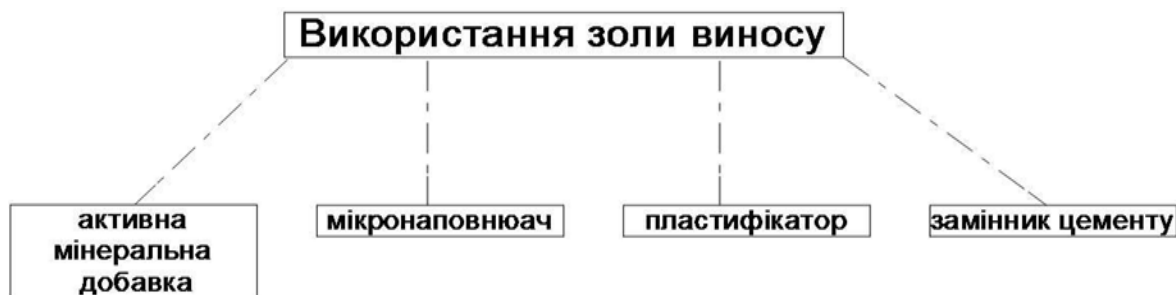 Використання золи виносу
активна
мінеральна
добавка
мікронаповнюач
пластифікатор
замінник цементу